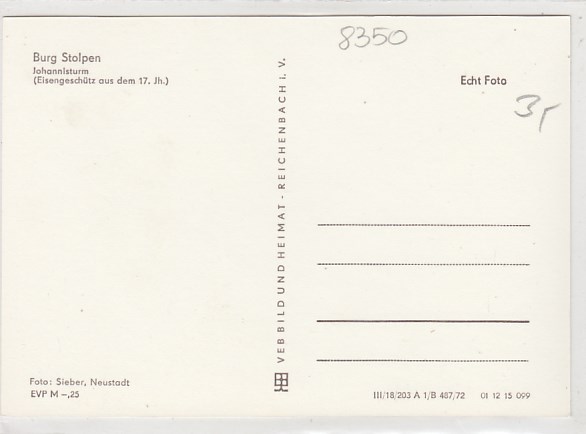 8350
Burg Stolpen
Johannisturm
(Eisengeschütz aus dem 17. Jh.)
Echt Foto
VEB BILD UND HEIMAT - REICHENBACH I. V.
Foto: Sieber, Neustadt
EVP M –,25
III/18/203 A 1/B 487/72 01 12 15 099